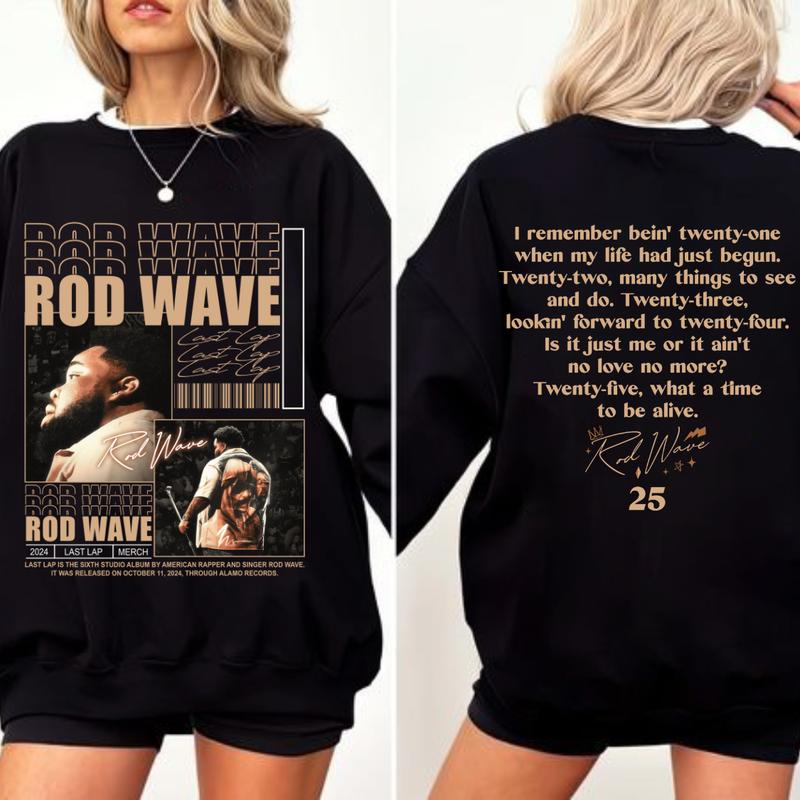 ROD WAVE
ROD WAVE
ROD WAVE
ROD WAVE
Last Lap
Last Lap
Last Lap
Rod Wave
ROD WAVE
ROD WAVE
ROD WAVE
ROD WAVE
2024 LAST LAP MERCH
LAST LAP IS THE SIXTH STUDIO ALBUM BY AMERICAN RAPPER AND SINGER ROD WAVE.
IT WAS RELEASED ON OCTOBER 11, 2024, THROUGH ALAMO RECORDS.
I remember bein' twenty-one
when my life had just begun.
Twenty-two, many things to see
and do. Twenty-three,
lookin' forward to twenty-four.
Is it just me or it ain't
no love no more?
Twenty-five, what a time
to be alive.
Rod Wave
25